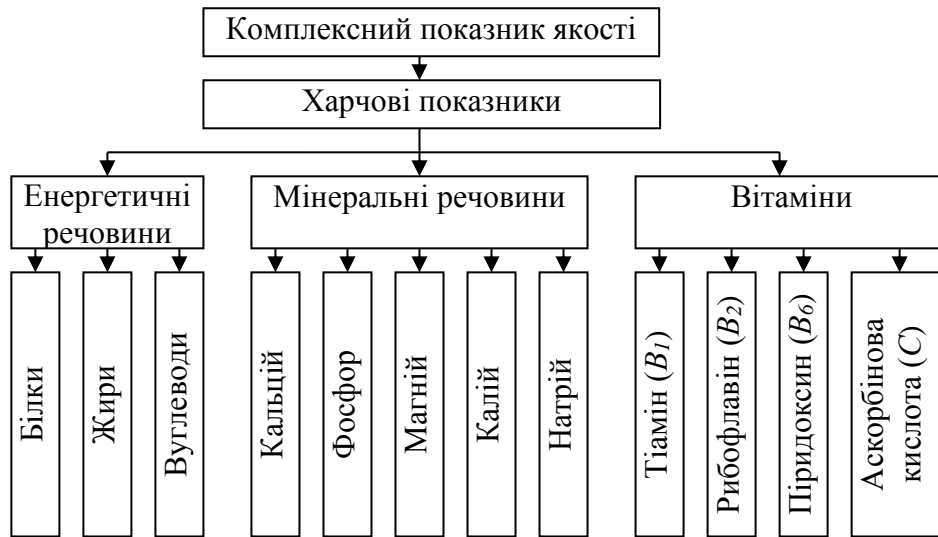 Комплексний показник якості
Харчові показники
Енергетичні
речовини
Мінеральні речовини
Вітаміни
Білки
Жири
Вуглеводи
Кальцій
Фосфор
Магній
Калій
Натрій
Тіамін (B1)
Рибофлавін (B2)
Піридоксин (B6)
Аскорбінова
кислота (C)